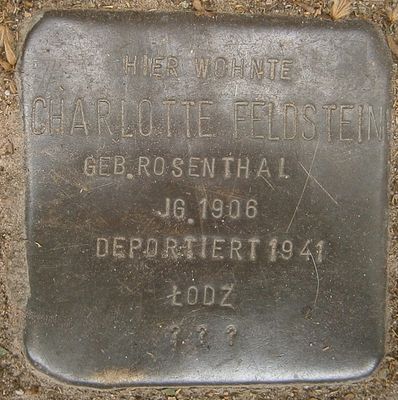 HIER WOHNTE
CHARLOTTE FELDSTEIN
GEB. ROSENTHAL
JG. 1906
DEPORTIERT 1941
ŁODZ
? ? ?